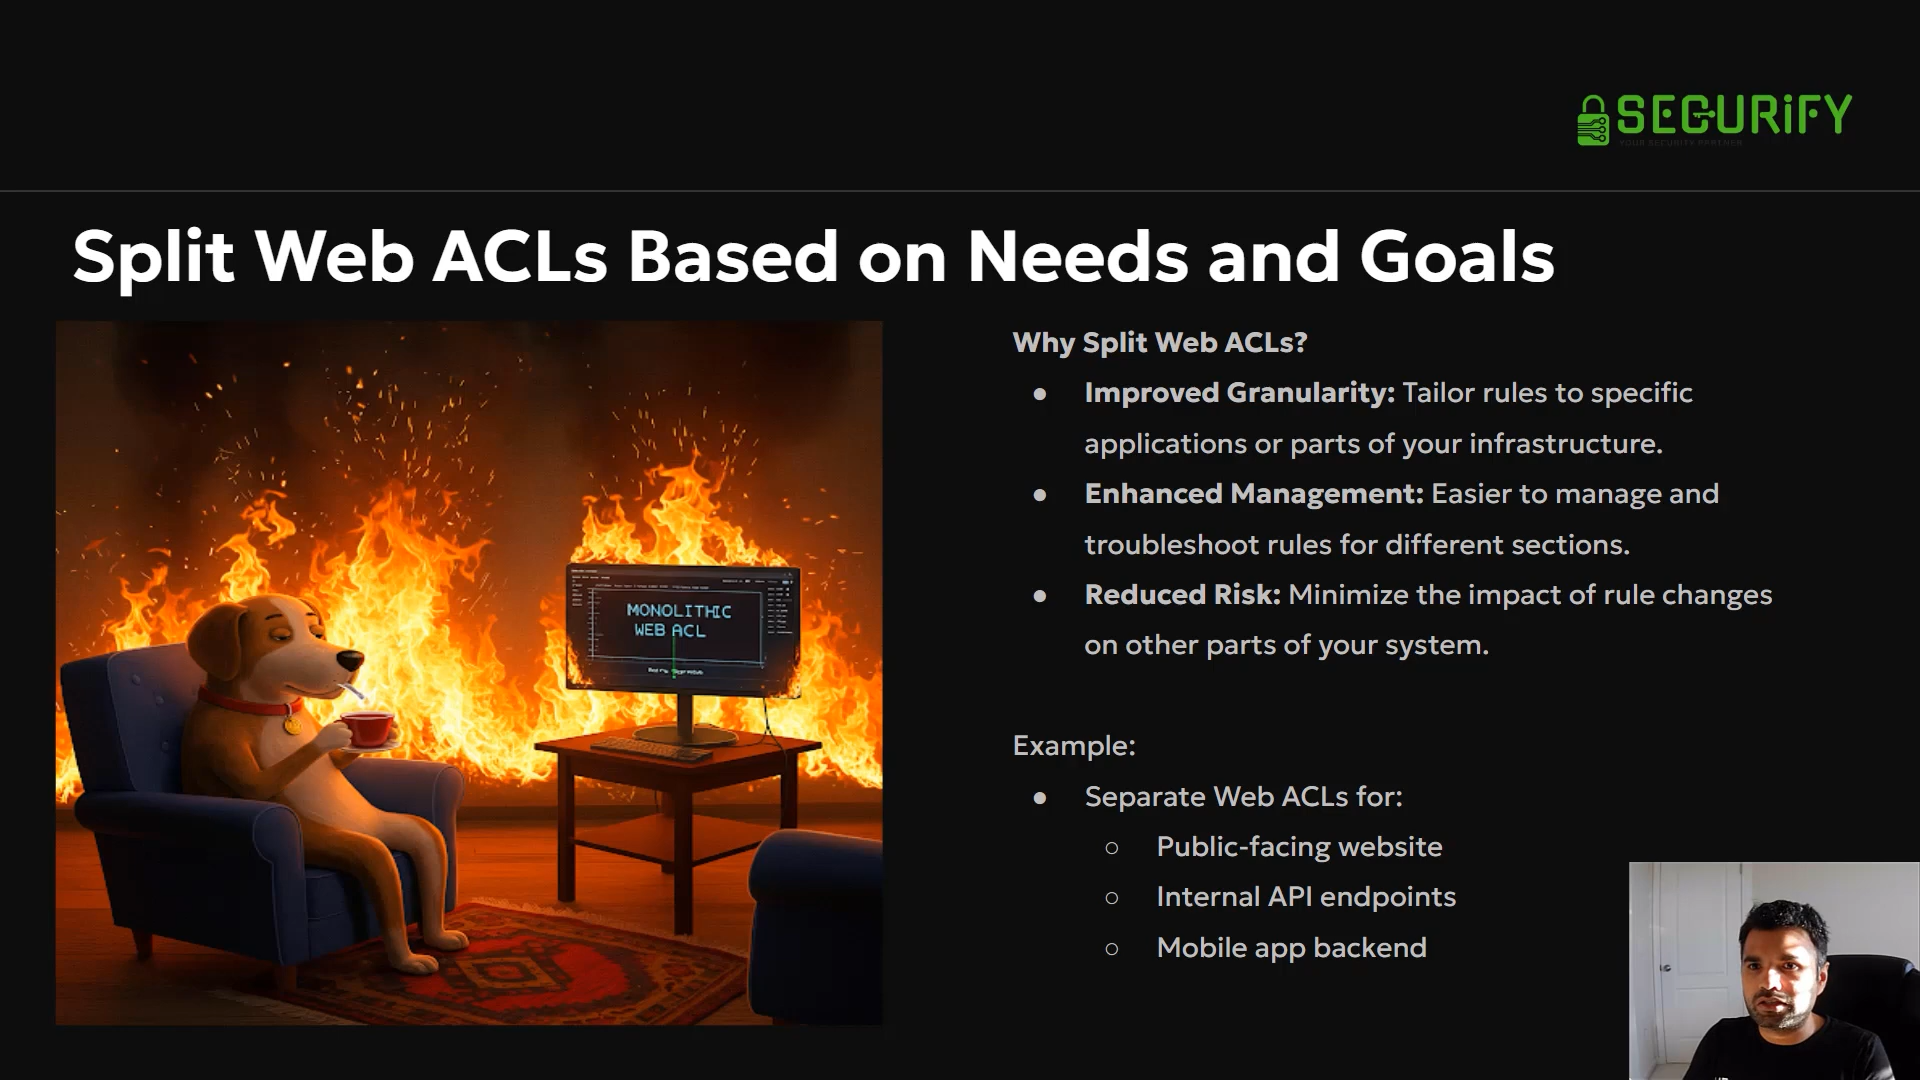 SECURiFY
YOUR SECURITY PARTNER
Split Web ACLs Based on Needs and Goals
MONOLITHIC
WEB ACL
Why Split Web ACLs?
● Improved Granularity: Tailor rules to specific
applications or parts of your infrastructure.
● Enhanced Management: Easier to manage and
troubleshoot rules for different sections.
● Reduced Risk: Minimize the impact of rule changes
on other parts of your system.
Example:
● Separate Web ACLs for:
○ Public-facing website
○ Internal API endpoints
○ Mobile app backend